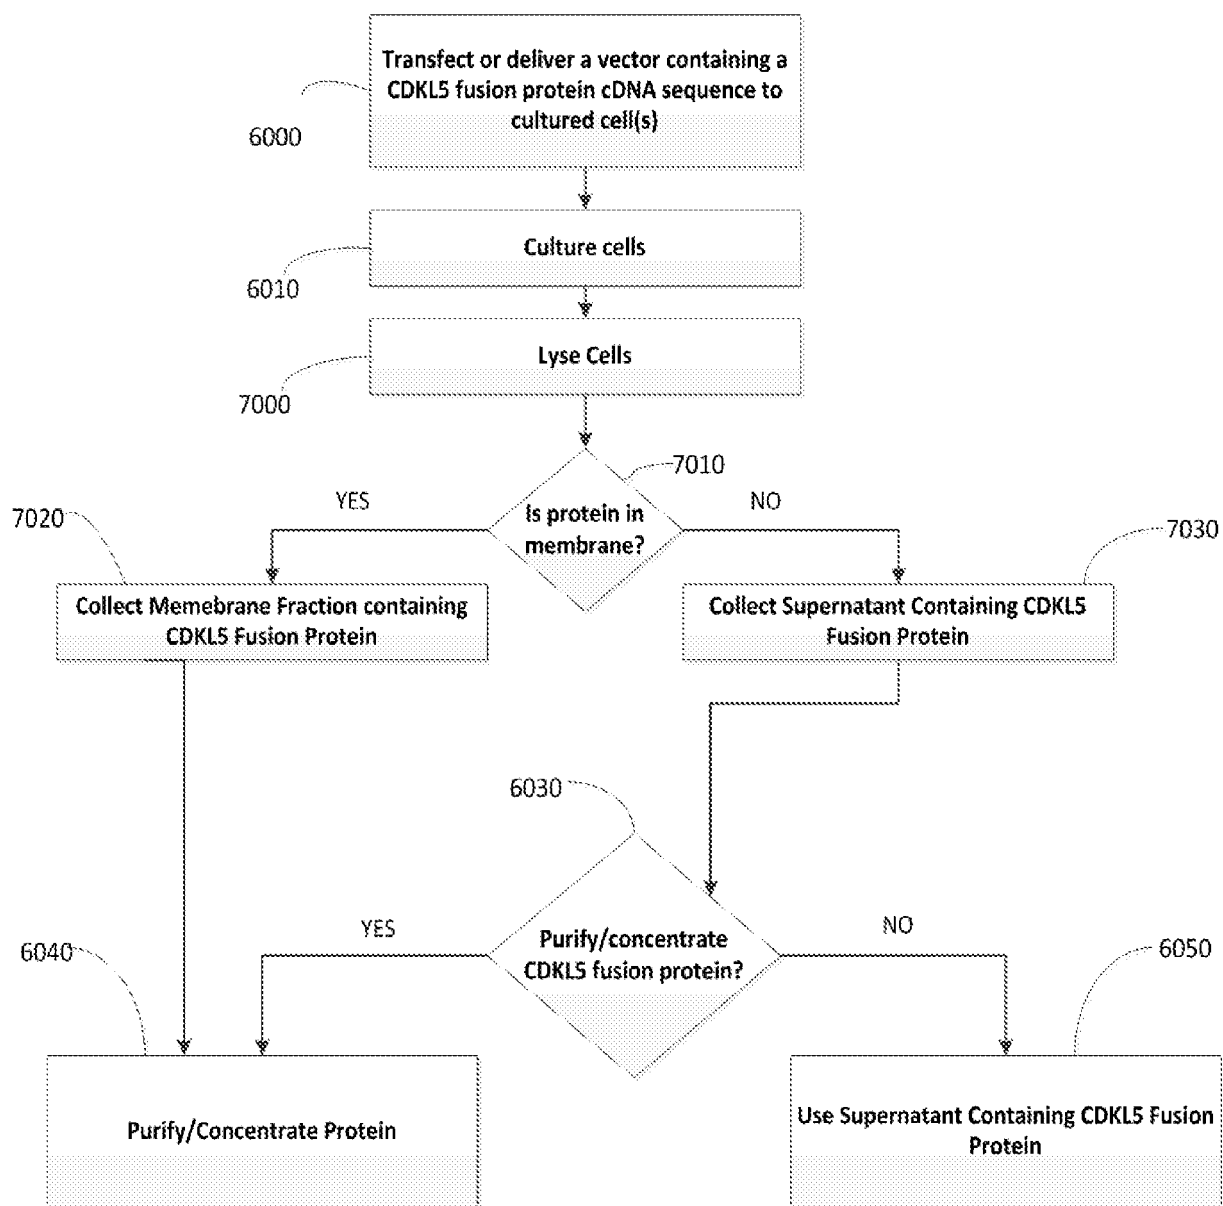 Transfect or deliver a vector containing a
CDKL5 fusion protein cDNA sequence to
cultured cell(s)
6000
Culture cells
6010
Lyse Cells
7000
7010
YES
NO
Is protein in
membrane?
7020
7030
Collect Memebrane Fraction containing
CDKL5 Fusion Protein
Collect Supernatant Containing CDKL5
Fusion Protein
6030
YES
NO
Purify/concentrate
CDKL5 fusion protein?
6040
6050
Purify/Concentrate Protein
Use Supernatant Containing CDKL5 Fusion
Protein